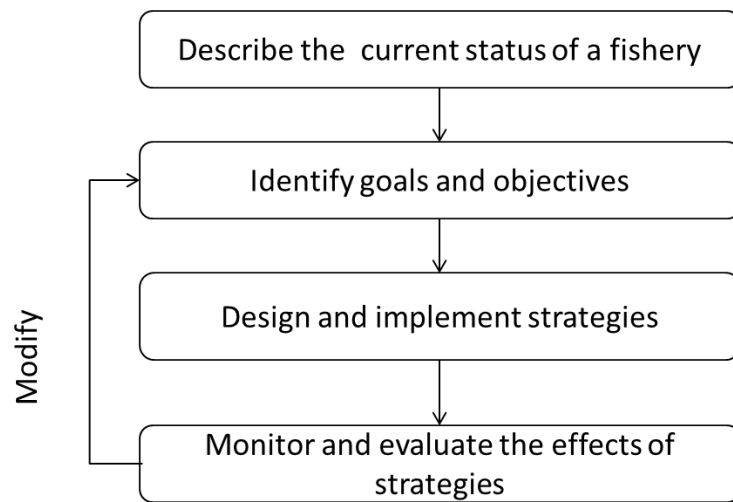 Describe the  current status of a fishery
Identify goals and objectives
Design and implement strategies
Modify
Monitor and evaluate the effects of
strategies